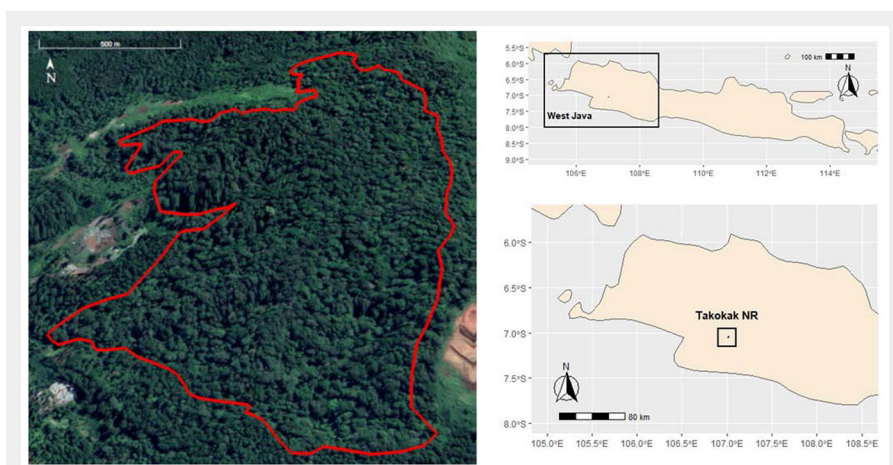 500 m
N
5.5°S
6.0°S
6.5°S
7.0°S
7.5°S
8.0°S
8.5°S
9.0°S
100 km
N
West Java
106°E 108°E 110°E 112°E 114°E
6.0°S
6.5°S
7.0°S
7.5°S
8.0°S
Takokak NR
N
80 km
105.0°E 105.5°E 106.0°E 106.5°E 107.0°E 107.5°E 108.0°E 108.5°E